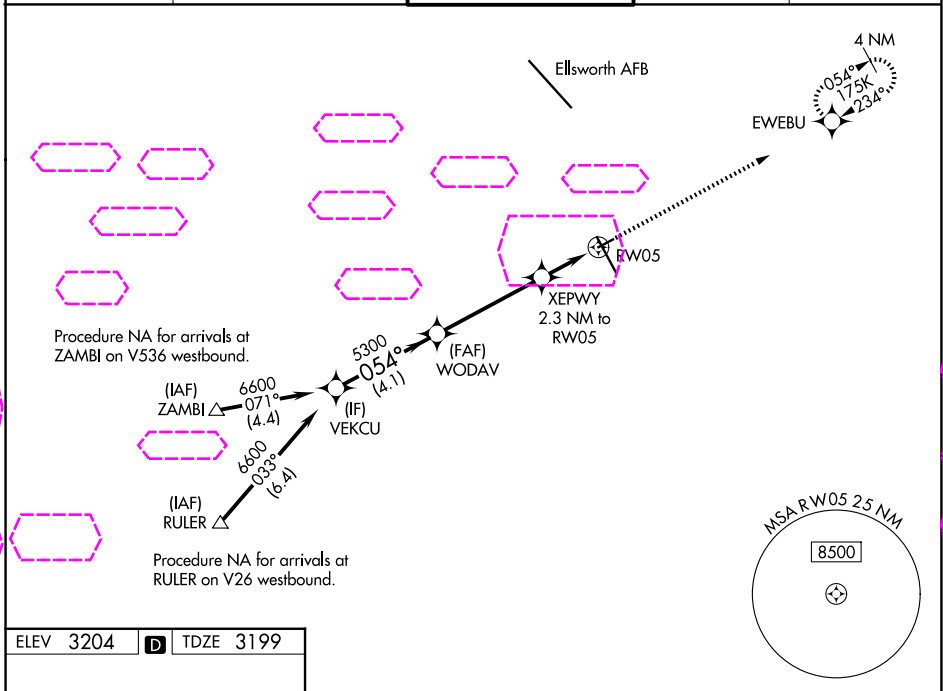 4 NM
054°
175K
234°
EWEBU
Ellsworth AFB
RW05
XEPWY
2.3 NM to
RW05
Procedure NA for arrivals at
ZAMBI on V536 westbound.
5300
054°
(4.1)
(FAF)
WODAV
(IAF)
ZAMBI
6600
071°
(4.4)
(IF)
VEKCU
6600
033°
(6.4)
(IAF)
RULER
Procedure NA for arrivals at
RULER on V26 westbound.
MSA RW05 25 NM
8500
ELEV 3204 D TDZE 3199